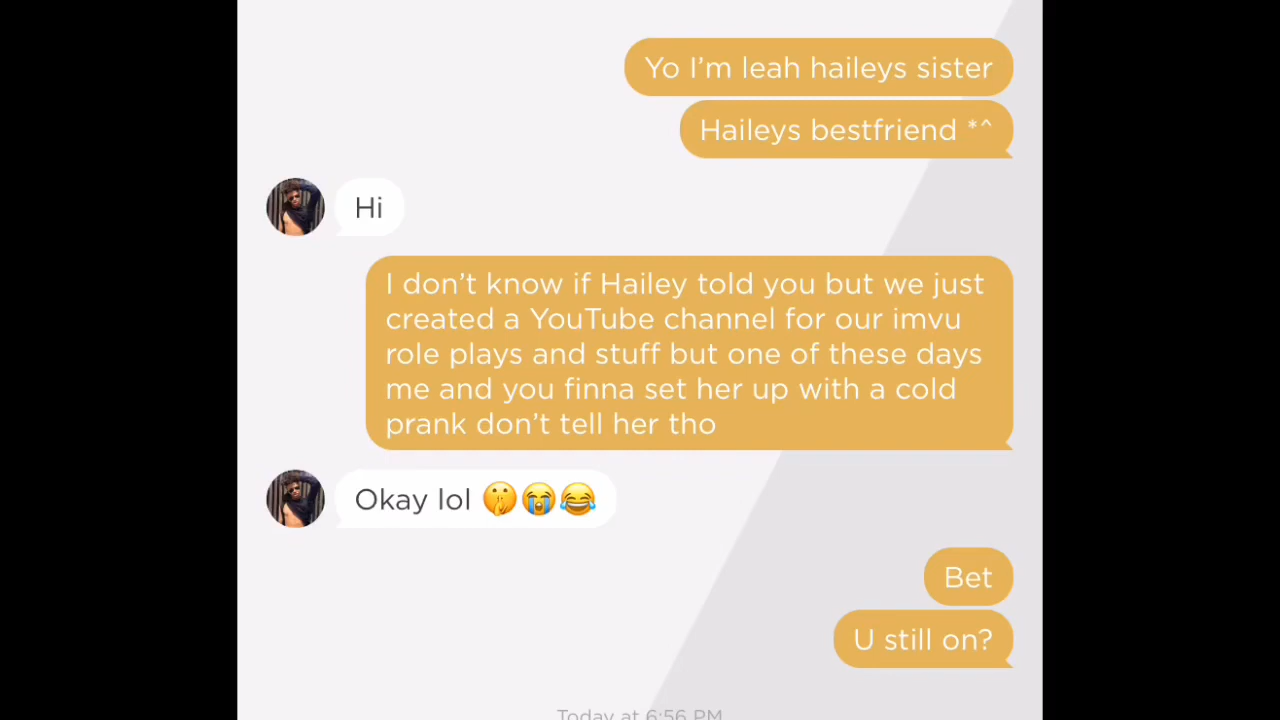 Yo I’m leah haileys sister
Haileys bestfriend *^
Hi
I don’t know if Hailey told you but we just
created a YouTube channel for our imvu
role plays and stuff but one of these days
me and you finna set her up with a cold
prank don’t tell her tho
Okay lol 🤫😭😂
Bet
U still on?
Today at 6:56 PM